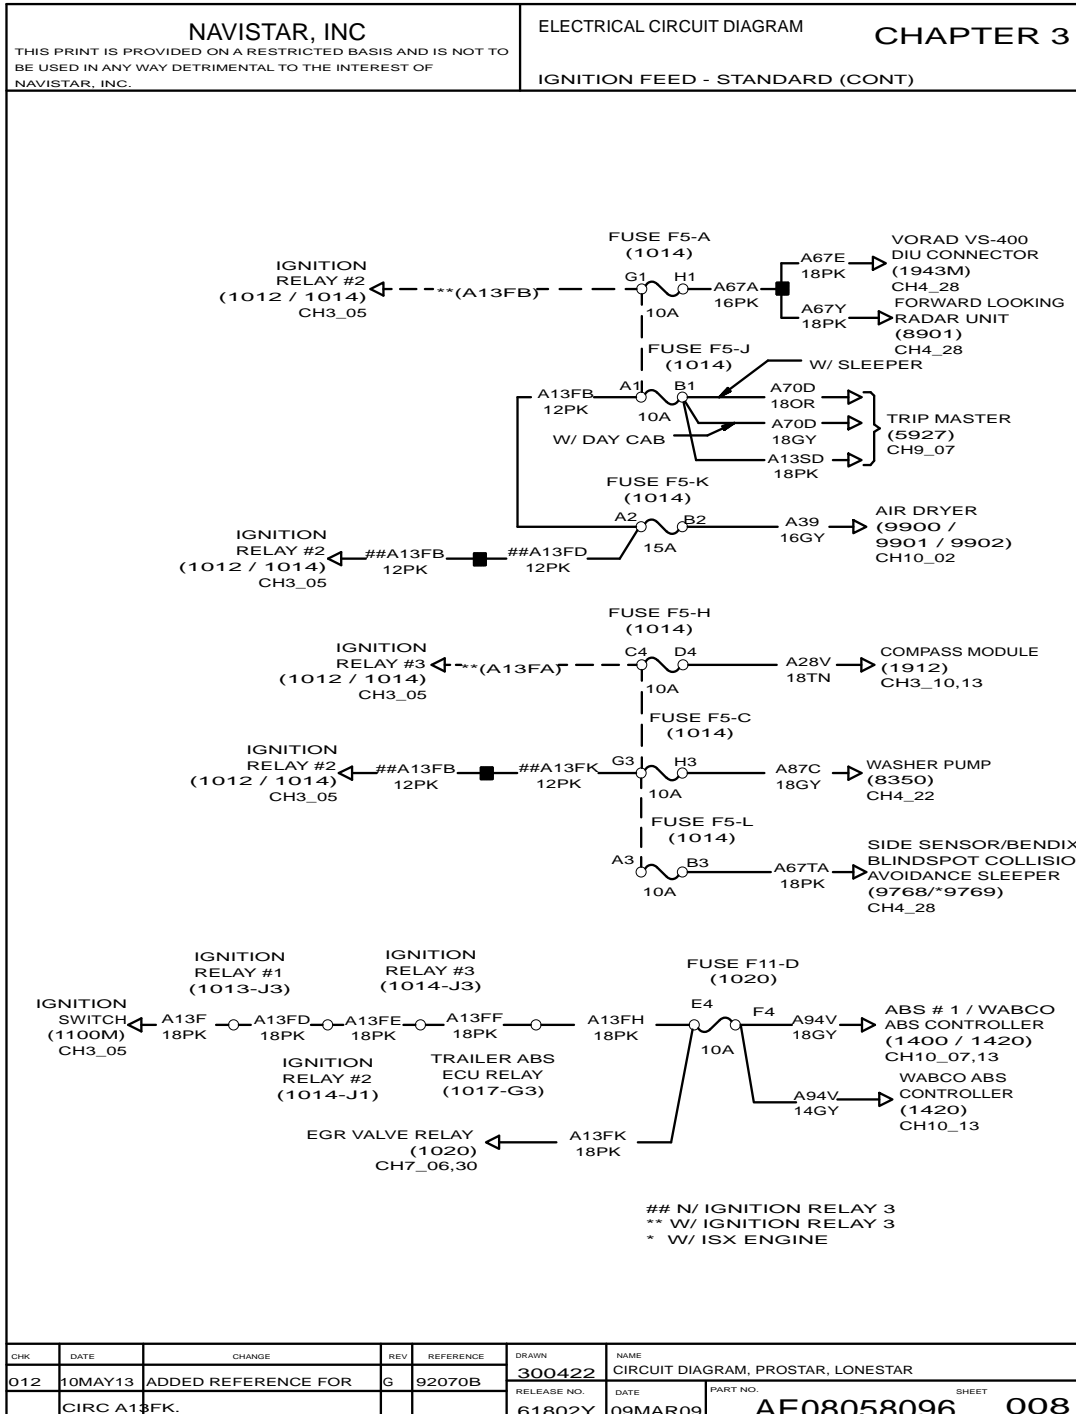 NAVISTAR, INC
THIS PRINT IS PROVIDED ON A RESTRICTED BASIS AND IS NOT TO
BE USED IN ANY WAY DETRIMENTAL TO THE INTEREST OF
NAVISTAR, INC.
ELECTRICAL CIRCUIT DIAGRAM
CHAPTER 3
IGNITION FEED - STANDARD (CONT)
FUSE F5-A
(1014)
IGNITION
RELAY #2
(1012 / 1014)
CH3_05
**(A13FB)
G1
H1
10A
A67A
16PK
A67E
18PK
VORAD VS-400
DIU CONNECTOR
(1943M)
CH4_28
A67Y
18PK
FORWARD LOOKING
RADAR UNIT
(8901)
CH4_28
FUSE F5-J
(1014)
W/ SLEEPER
A13FB
12PK
A1
B1
10A
A70D
18OR
W/ DAY CAB
A70D
18GY
A13SD
18PK
TRIP MASTER
(5927)
CH9_07
FUSE F5-K
(1014)
A2
B2
15A
A39
16GY
AIR DRYER
(9900 /
9901 / 9902)
CH10_02
IGNITION
RELAY #2
(1012 / 1014)
CH3_05
##A13FB
12PK
##A13FD
12PK
FUSE F5-H
(1014)
IGNITION
RELAY #3
(1012 / 1014)
CH3_05
**(A13FA)
C4
D4
10A
A28V
18TN
COMPASS MODULE
(1912)
CH3_10,13
FUSE F5-C
(1014)
IGNITION
RELAY #2
(1012 / 1014)
CH3_05
##A13FB
12PK
##A13FK
12PK
G3
H3
10A
A87C
18GY
WASHER PUMP
(8350)
CH4_22
FUSE F5-L
(1014)
A3
B3
10A
A67TA
18PK
SIDE SENSOR/BENDIX
BLINDSPOT COLLISIO
AVOIDANCE SLEEPER
(9768/*9769)
CH4_28
IGNITION
RELAY #1
(1013-J3)
IGNITION
RELAY #3
(1014-J3)
FUSE F11-D
(1020)
IGNITION
SWITCH
(1100M)
CH3_05
A13F
18PK
A13FD
18PK
A13FE
18PK
A13FF
18PK
A13FH
18PK
E4
F4
10A
A94V
18GY
ABS # 1 / WABCO
ABS CONTROLLER
(1400 / 1420)
CH10_07,13
IGNITION
RELAY #2
(1014-J1)
TRAILER ABS
ECU RELAY
(1017-G3)
A94V
14GY
WABCO ABS
CONTROLLER
(1420)
CH10_13
EGR VALVE RELAY
(1020)
CH7_06,30
A13FK
18PK
## N/ IGNITION RELAY 3
** W/ IGNITION RELAY 3
* W/ ISX ENGINE
CHK DATE CHANGE REV REFERENCE
012 10MAY13 ADDED REFERENCE FOR G 92070B
CIRC A13FK.
DRAWN
300422
NAME
CIRCUIT DIAGRAM, PROSTAR, LONESTAR
RELEASE NO.
61802Y
DATE
09MAR09
PART NO.
AE08058096
SHEET
008